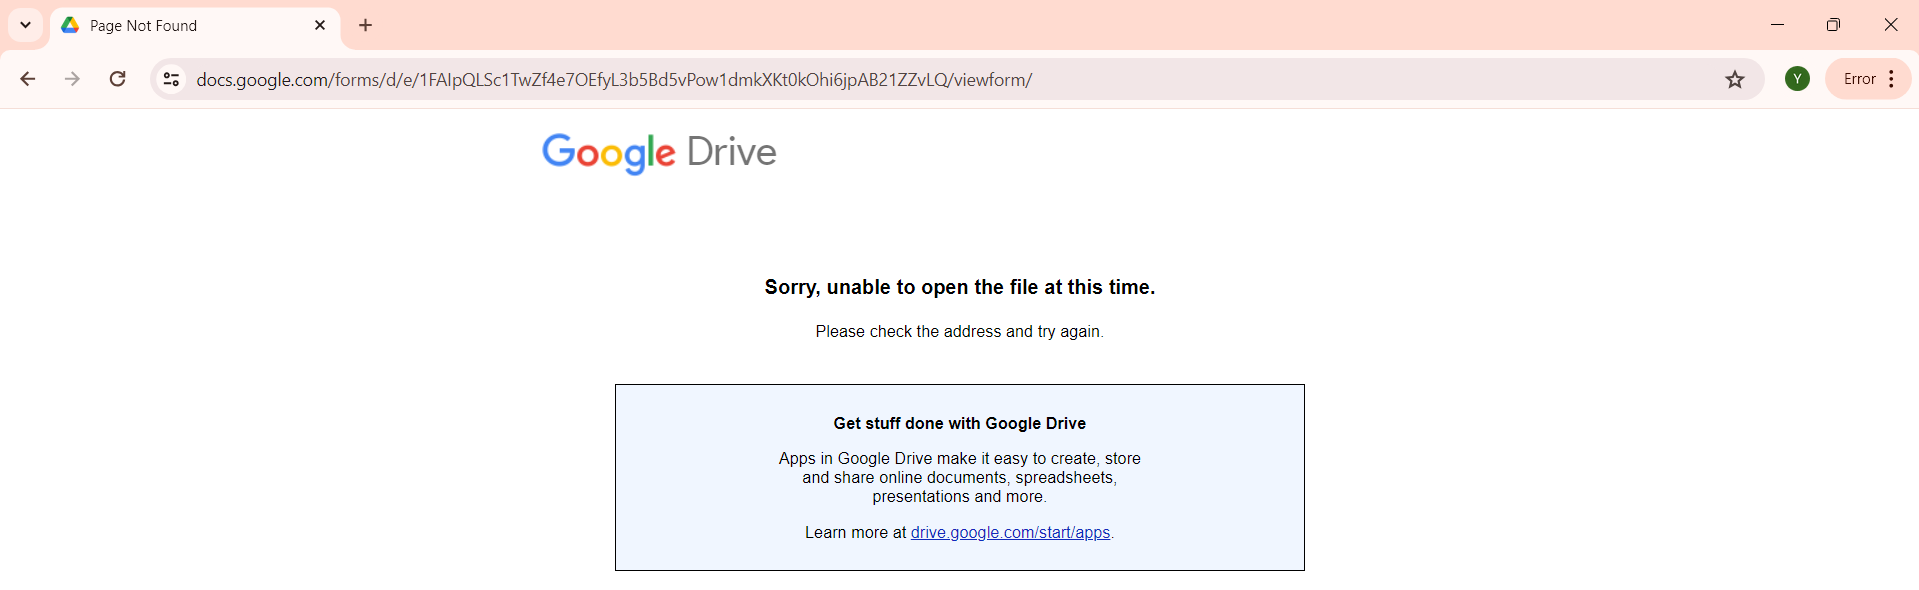 Page Not Found
docs.google.com/forms/d/e/1FAIpQLSc1TwZf4e7OEfyL3b5Bd5vPow1dmkXKt0kOhi6jpAB21ZZvLQ/viewform/
Y
Error
Google Drive
Sorry, unable to open the file at this time.
Please check the address and try again.
Get stuff done with Google Drive
Apps in Google Drive make it easy to create, store
and share online documents, spreadsheets,
presentations and more.
Learn more at drive.google.com/start/apps.